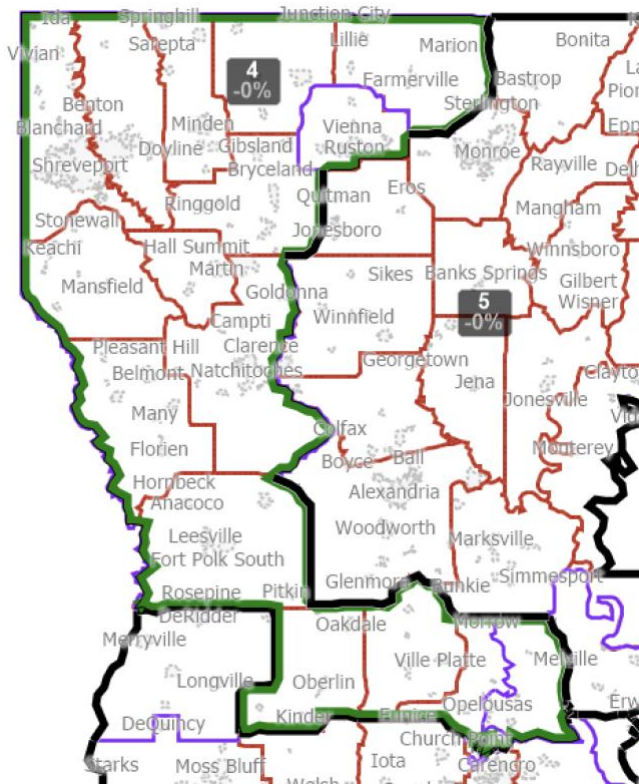 Ida Springhill Junction City
Vivian Sarepta Lillie Marion Bonita
4
-0%
Farmerville Bastrop
Benton Sterlington
Blanchard Minden Vienna
Doyline Gibsland Ruston Monroe
Shreveport Bryceland Rayville
Ringgold Quitman Eros Mangham
Stonewall Jonesboro
Keachi Hall Summit Winnsboro
Martin Sikes Banks Springs Gilbert
Mansfield Goldonna Wisner
5
-0%
Campti Winnfield
Pleasant Hill Clarence Georgetown
Belmont Natchitoches Jena
Many Jonesville
Colfax
Florien Boyce Ball Monterey
Hornbeck
Anacoco Alexandria
Leesville Woodworth Marksville
Fort Polk South
Rosepine Pitkin Glenmora Bunkie Simmesport
DeRidder Oakdale Morrow
Merryville
Ville Platte Melville
Longville Oberlin
Opelousas
DeQuincy Kinder Eunice
Church Point
Starks Moss Bluff Iota Carencro
Welsh